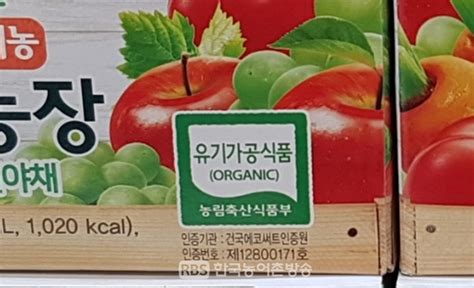 농
농장
야채
L, 1,020 kcal),
유기가공식품
(ORGANIC)
농림축산식품부
인증기관 : 건국에코써트인증원
인증번호 : 제12800171호
RBS 한국농어촌방송